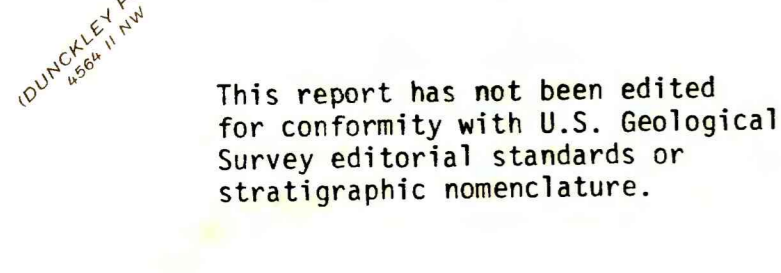 (DUNCKLEY
4564 II NW
This report has not been edited
for conformity with U.S. Geological
Survey editorial standards or
stratigraphic nomenclature.